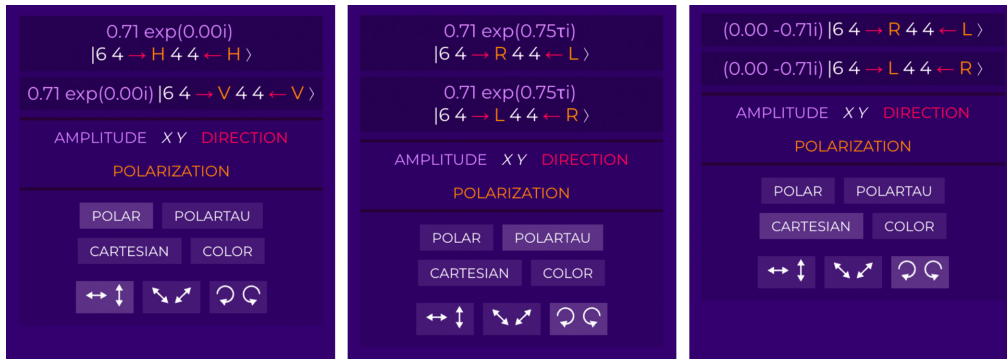 0.71 exp(0.00i)
|6 4 → H 4 4 ← H ⟩
0.71 exp(0.00i) |6 4 → V 4 4 ← V ⟩
AMPLITUDE X Y DIRECTION
POLARIZATION
POLAR POLARTAU
CARTESIAN COLOR
0.71 exp(0.75τi)
|6 4 → R 4 4 ← L ⟩
0.71 exp(0.75τi)
|6 4 → L 4 4 ← R ⟩
AMPLITUDE X Y DIRECTION
POLARIZATION
POLAR POLARTAU
CARTESIAN COLOR
(0.00 -0.71i) |6 4 → R 4 4 ← L ⟩
(0.00 -0.71i) |6 4 → L 4 4 ← R ⟩
AMPLITUDE X Y DIRECTION
POLARIZATION
POLAR POLARTAU
CARTESIAN COLOR